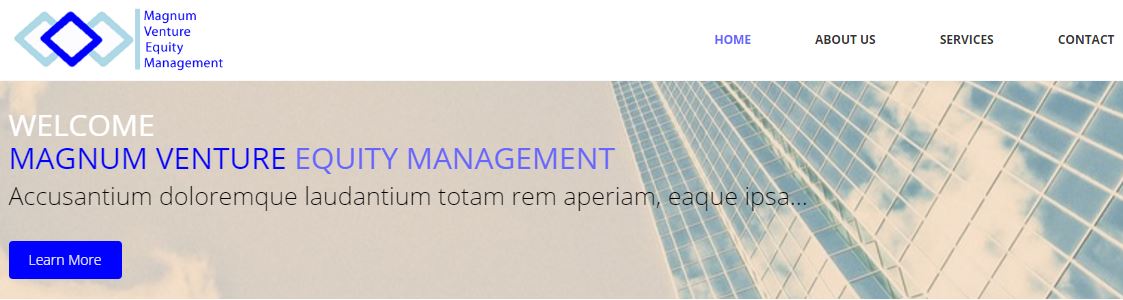 Magnum
Venture
Equity
Management
HOME ABOUT US SERVICES CONTACT
WELCOME
MAGNUM VENTURE EQUITY MANAGEMENT
Accusantium doloremque laudantium totam rem aperiam, eaque ipsa...
Learn More